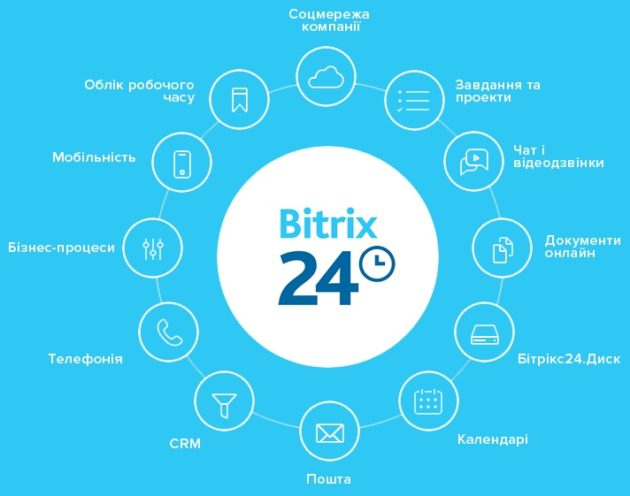 Соцмережа
компанії
Завдання та
проекти
Чат і
відеодзвінки
Документи
онлайн
Бітрікс24.Диск
Календарі
Пошта
CRM
Телефонія
Бізнес-процеси
Мобільність
Облік робочого
часу
Bitrix
24